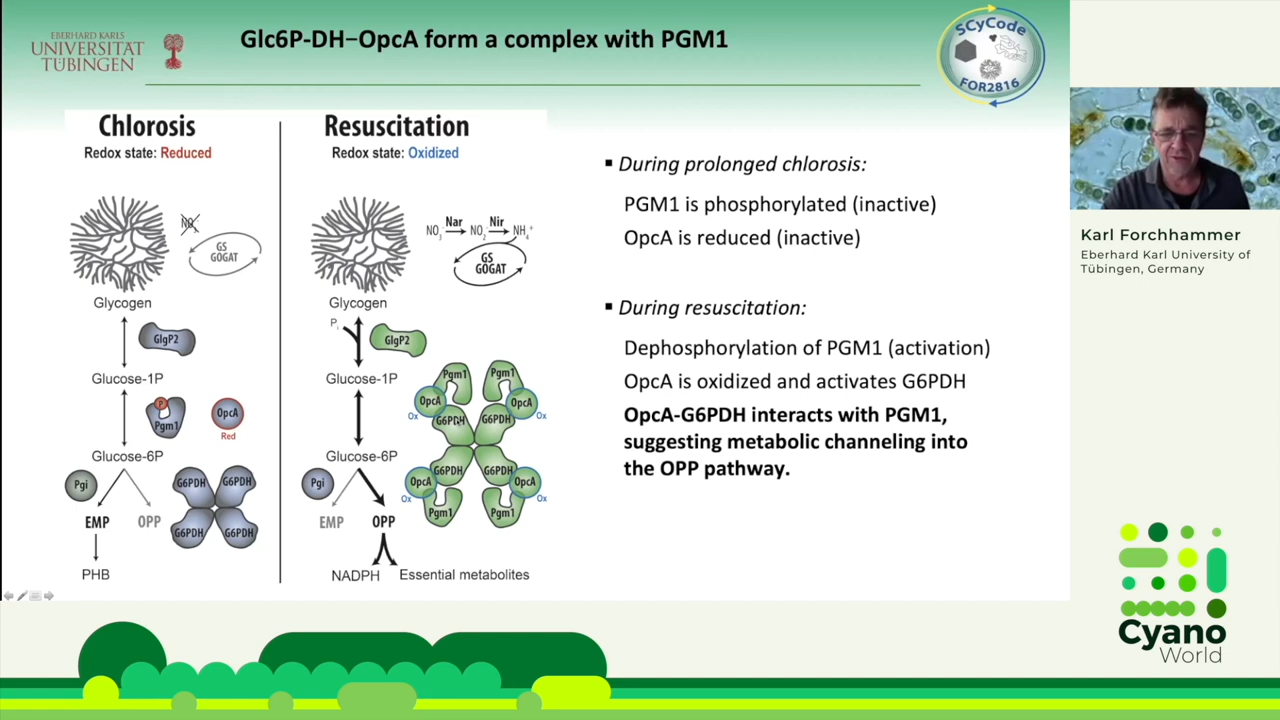 EBERHARD KARLS
UNIVERSITÄT
TÜBINGEN
Glc6P-DH–OpcA form a complex with PGM1
SCyCode
FOR2816
Chlorosis
Redox state: Reduced
GS
GOGAT
Glycogen
GlgP2
Glucose-1P
P
Pgm1
OpcA
Red
Glucose-6P
Pgi
G6PDH
G6PDH
G6PDH
G6PDH
EMP
OPP
PHB
Resuscitation
Redox state: Oxidized
Nar
Nir
NO₃⁻
NO₂⁻
NH₄⁺
GS
GOGAT
Glycogen
Pᵢ
GlgP2
Glucose-1P
Pgm1
Pgm1
OpcA
OpcA
Ox
Ox
G6PDH
G6PDH
Glucose-6P
G6PDH
G6PDH
Pgi
OpcA
OpcA
Ox
Ox
Pgm1
Pgm1
EMP
OPP
NADPH
Essential metabolites
▪ During prolonged chlorosis:
PGM1 is phosphorylated (inactive)
OpcA is reduced (inactive)
▪ During resuscitation:
Dephosphorylation of PGM1 (activation)
OpcA is oxidized and activates G6PDH
OpcA-G6PDH interacts with PGM1,
suggesting metabolic channeling into
the OPP pathway.
Karl Forchhammer
Eberhard Karl University of
Tübingen, Germany
Cyano
World